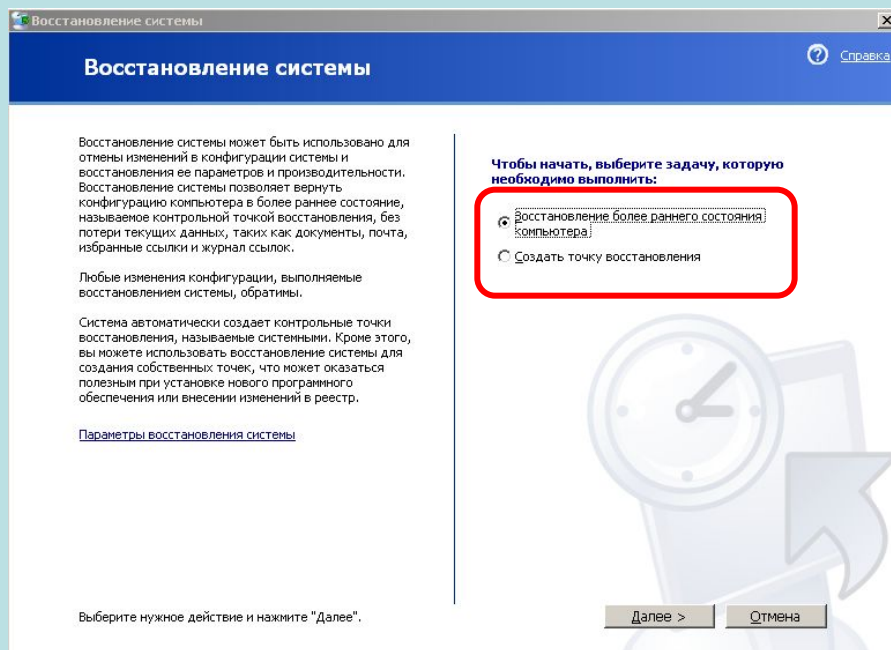 Восстановление системы
Восстановление системы
Справка
Восстановление системы может быть использовано для
отмены изменений в конфигурации системы и
восстановления ее параметров и производительности.
Восстановление системы позволяет вернуть
конфигурацию компьютера в более раннее состояние,
называемое контрольной точкой восстановления, без
потери текущих данных, таких как документы, почта,
избранные ссылки и журнал ссылок.
Любые изменения конфигурации, выполняемые
восстановлением системы, обратимы.
Система автоматически создает контрольные точки
восстановления, называемые системными. Кроме этого,
вы можете использовать восстановление системы для
создания собственных точек, что может оказаться
полезным при установке нового программного
обеспечения или внесении изменений в реестр.
Параметры восстановления системы
Чтобы начать, выберите задачу, которую
необходимо выполнить:
Восстановление более раннего состояния
компьютера
Создать точку восстановления
Выберите нужное действие и нажмите "Далее".
Далее >
Отмена